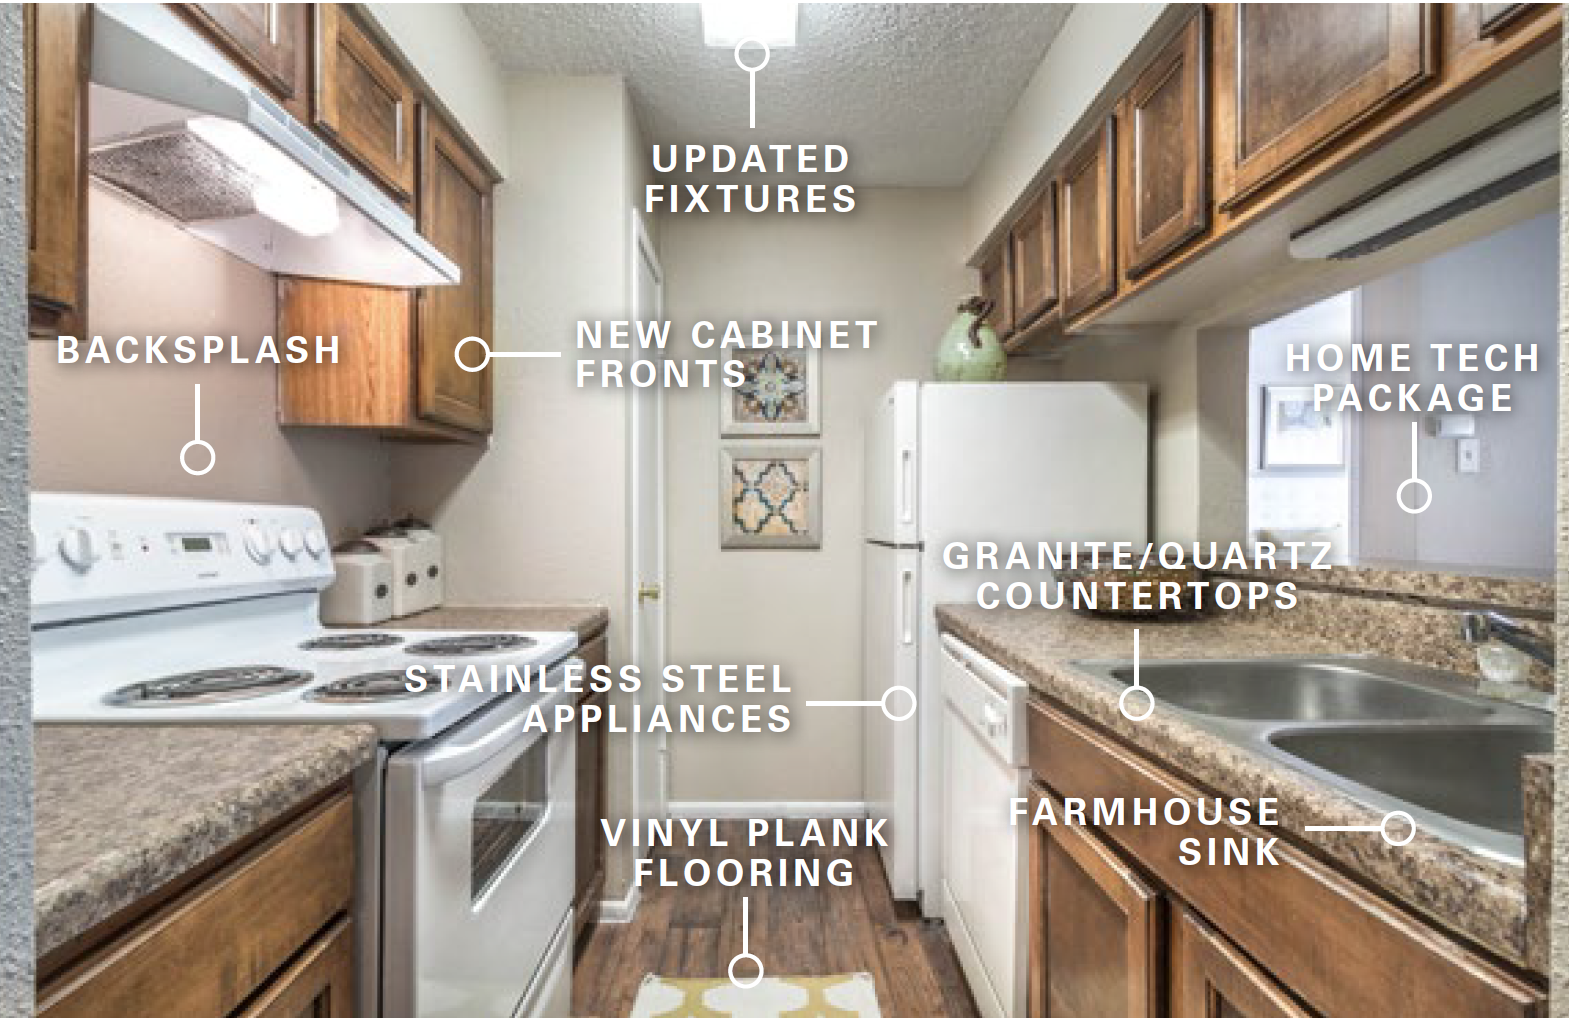 UPDATED
FIXTURES
BACKSPLASH
NEW CABINET
FRONTS
HOME TECH
PACKAGE
GRANITE/QUARTZ
COUNTERTOPS
STAINLESS STEEL
APPLIANCES
FARMHOUSE
SINK
VINYL PLANK
FLOORING